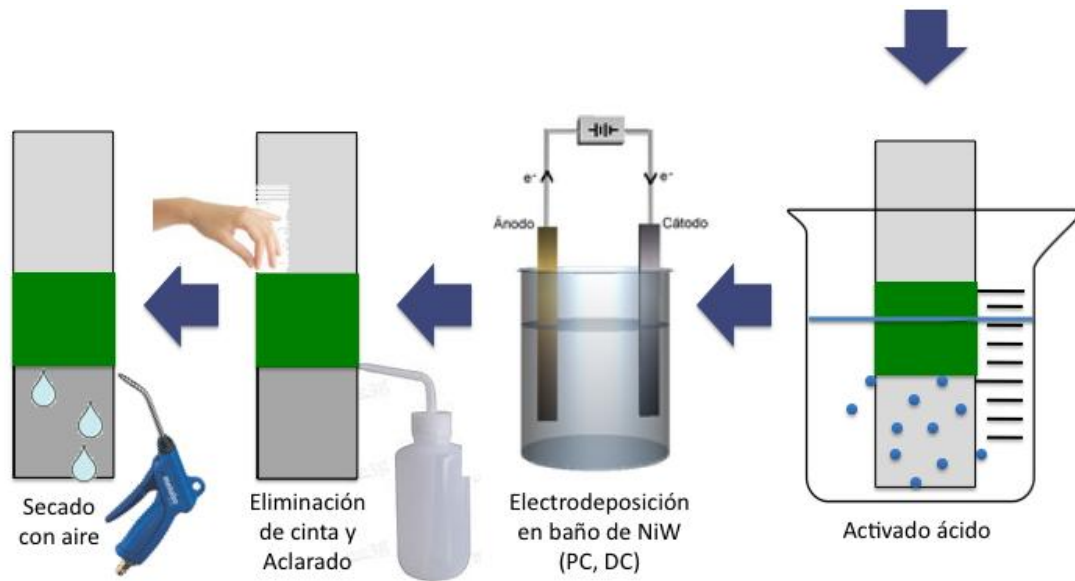 e⁻
e⁻
Ánodo
Cátodo
Secado
con aire
Eliminación
de cinta y
Aclarado
Electrodeposición
en baño de NiW
(PC, DC)
Activado ácido